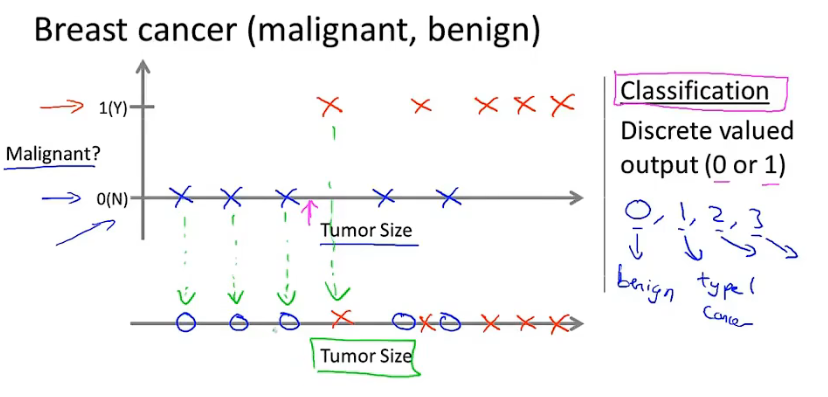 Breast cancer (malignant, benign)
1(Y)
Malignant?
0(N)
Tumor Size
Tumor Size
Classification
Discrete valued
output (0 or 1)
0, 1, 2, 3
benign
type 1
cancer